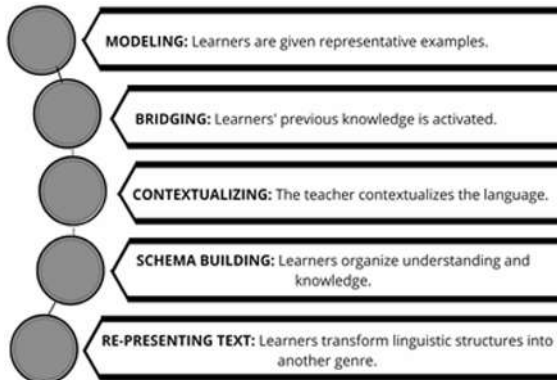 MODELING: Learners are given representative examples.
BRIDGING: Learners' previous knowledge is activated.
CONTEXTUALIZING: The teacher contextualizes the language.
SCHEMA BUILDING: Learners organize understanding and
knowledge.
RE-PRESENTING TEXT: Learners transform linguistic structures into
another genre.